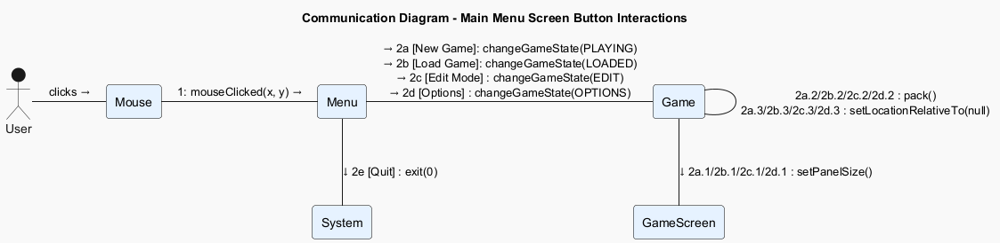 Communication Diagram - Main Menu Screen Button Interactions
→ 2a [New Game]: changeGameState(PLAYING)
→ 2b [Load Game]: changeGameState(LOADED)
→ 2c [Edit Mode] : changeGameState(EDIT)
→ 2d [Options] : changeGameState(OPTIONS)
clicks →
1: mouseClicked(x, y) →
User
Mouse
Menu
Game
2a.2/2b.2/2c.2/2d.2 : pack()
2a.3/2b.3/2c.3/2d.3 : setLocationRelativeTo(null)
↓ 2e [Quit] : exit(0)
↓ 2a.1/2b.1/2c.1/2d.1 : setPanelSize()
System
GameScreen